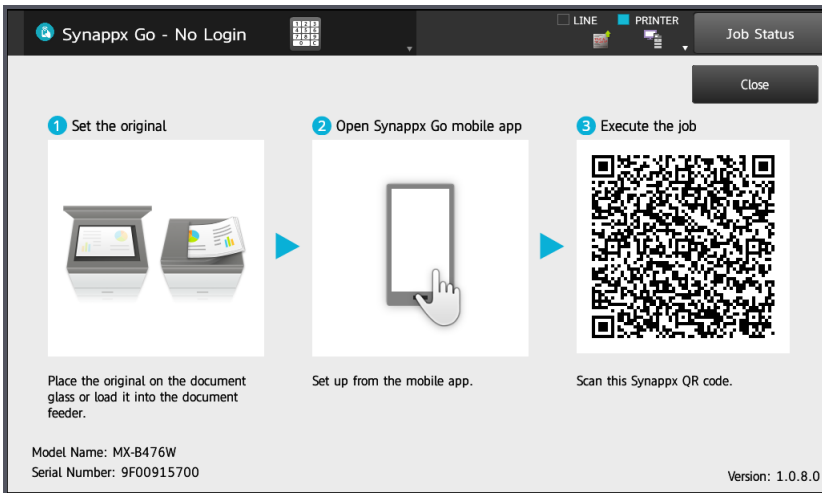 Synappx Go - No Login
LINE
PRINTER
Job Status
Close
1 Set the original
2 Open Synappx Go mobile app
3 Execute the job
Place the original on the document
glass or load it into the document
feeder.
Set up from the mobile app.
Scan this Synappx QR code.
Model Name: MX-B476W
Serial Number: 9F00915700
Version: 1.0.8.0